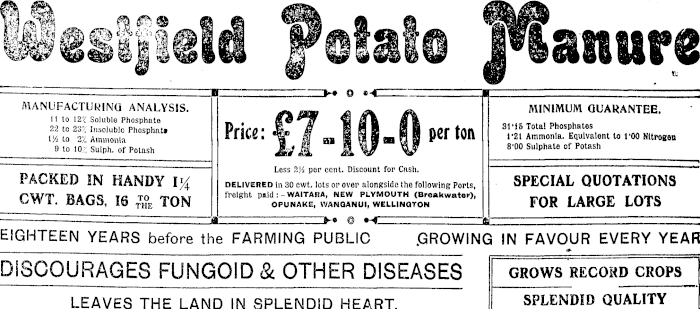 Westfield Potato Manure
MANUFACTURING ANALYSIS.
11 to 12% Soluble Phosphate
22 to 23% Insoluble Phosphate
1½ to 2% Ammonia
9 to 10% Sulph. of Potash
PACKED IN HANDY 1¼
CWT. BAGS, 16 TO THE TON
Price: £7-10-0 per ton
Less 2½ per cent. Discount for Cash.
DELIVERED in 30 cwt. lots or over alongside the following Ports,
freight paid :—WAITARA, NEW PLYMOUTH (Breakwater),
OPUNAKE, WANGANUI, WELLINGTON
MINIMUM GUARANTEE.
31·15 Total Phosphates
1·21 Ammonia. Equivalent to 1·00 Nitrogen
8·00 Sulphate of Potash
SPECIAL QUOTATIONS
FOR LARGE LOTS
EIGHTEEN YEARS before the FARMING PUBLIC GROWING IN FAVOUR EVERY YEAR
DISCOURAGES FUNGOID & OTHER DISEASES
LEAVES THE LAND IN SPLENDID HEART.
GROWS RECORD CROPS
SPLENDID QUALITY